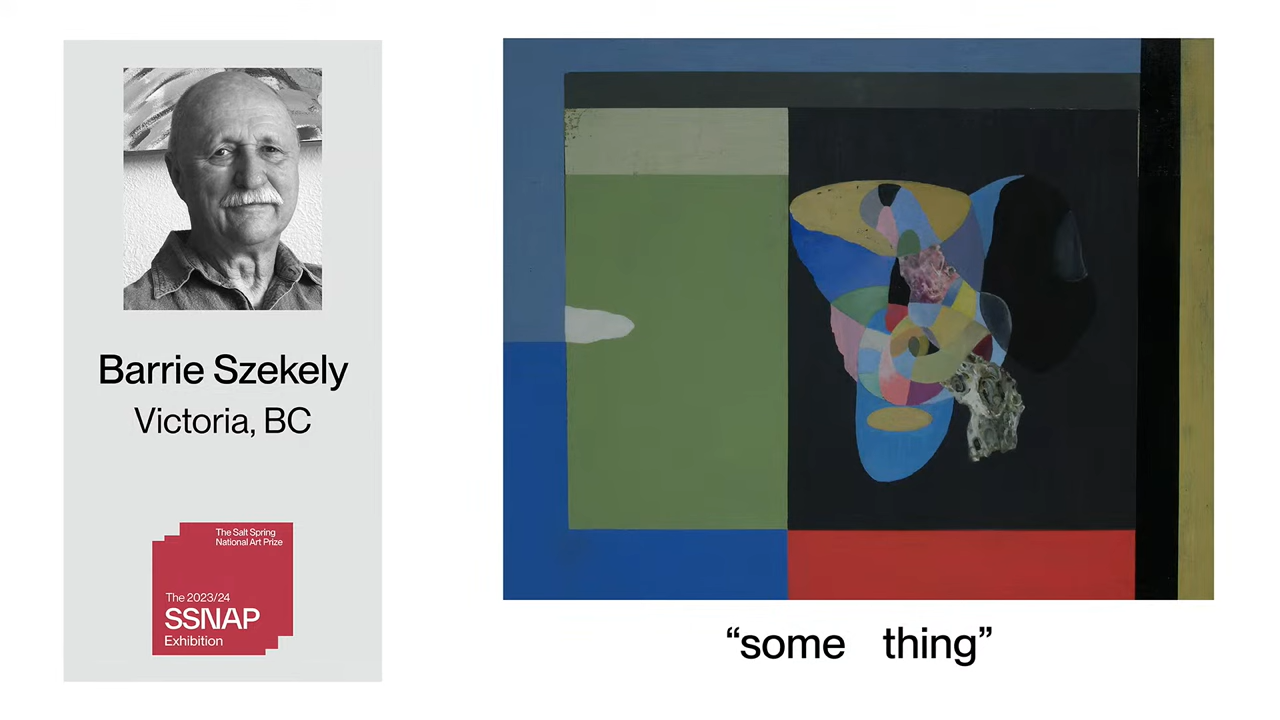 Barrie Szekely
Victoria, BC
The Salt Spring
National Art Prize
The 2023/24
SSNAP
Exhibition
“some thing”